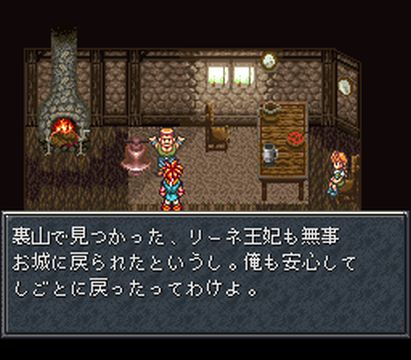 裏山で見つかった、リーネ王妃も無事
お城に戻られたというし。俺も安心して
しごとに戻ったってわけよ。